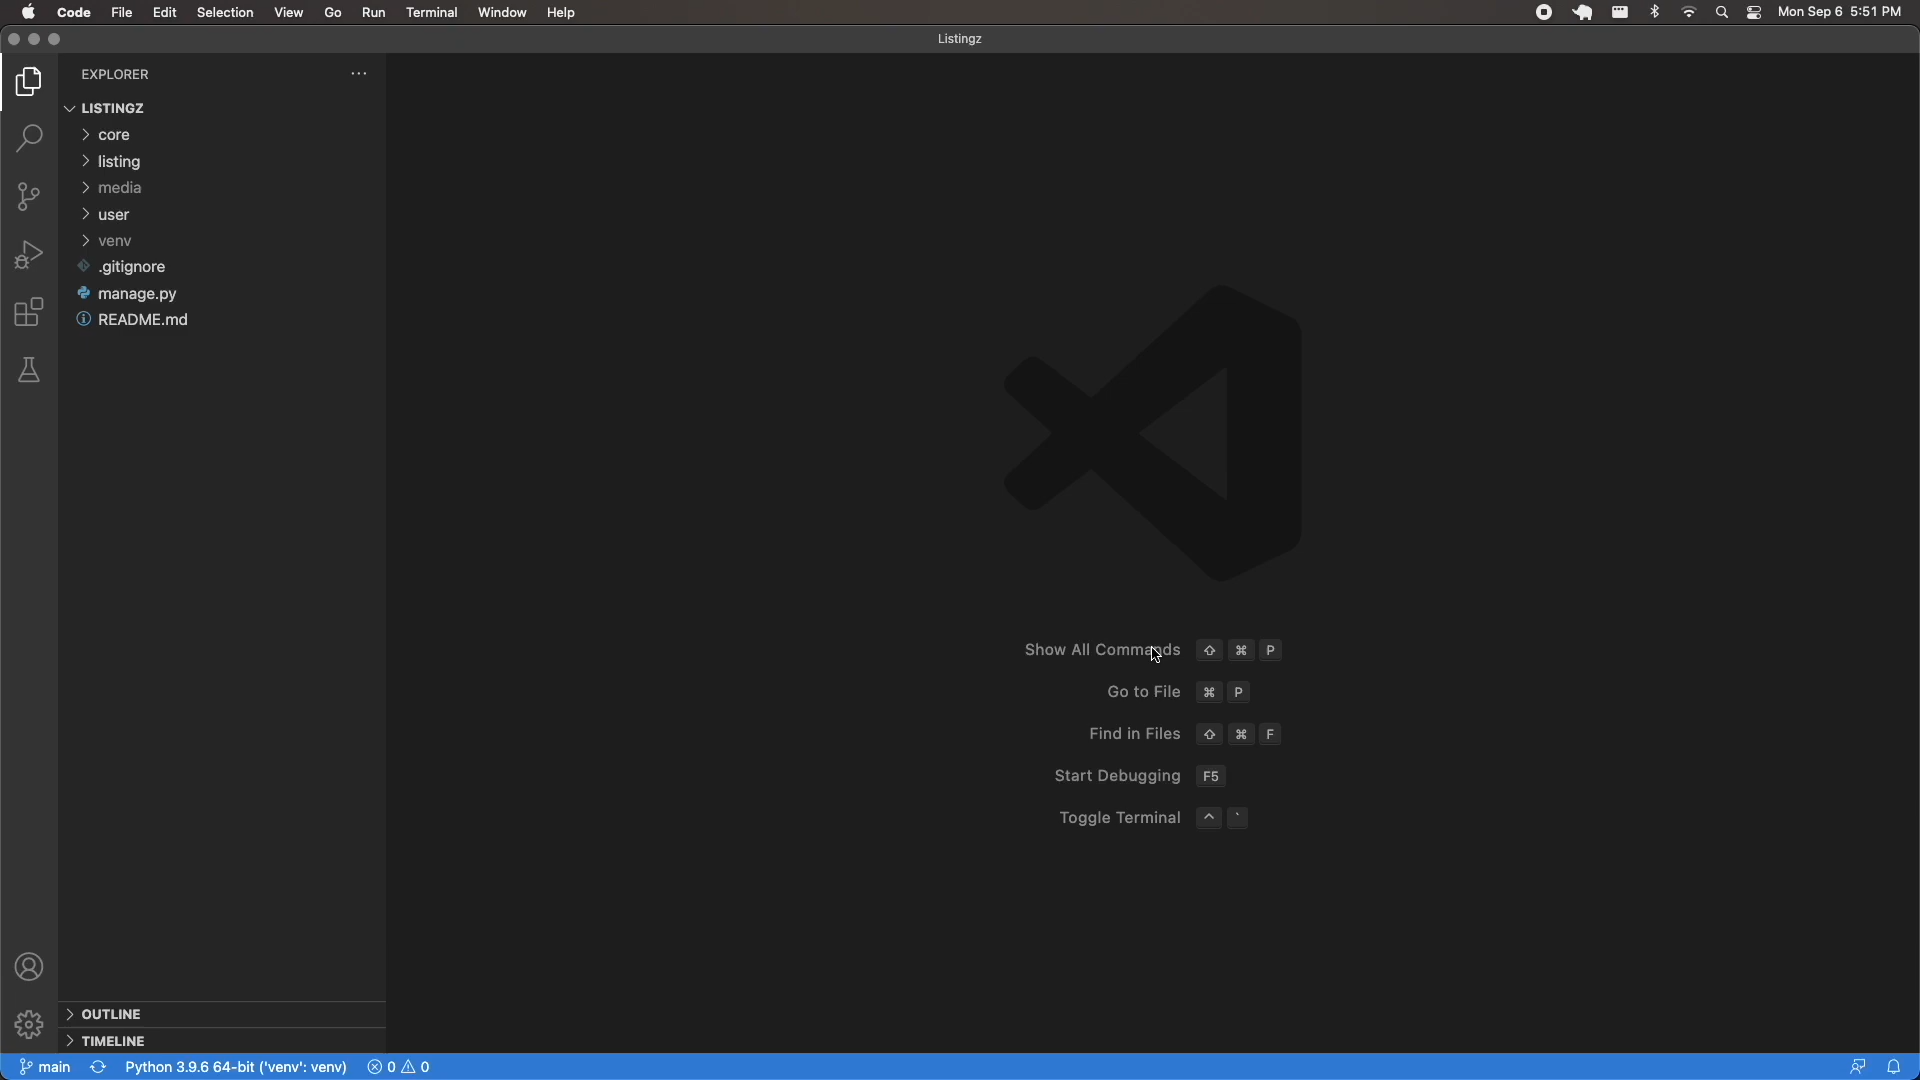 Code File Edit Selection View Go Run Terminal Window Help Mon Sep 6 5:51 PM
Listingz
EXPLORER
LISTINGZ
core
listing
media
user
venv
.gitignore
manage.py
README.md
Show All Commands ⇧ ⌘ P
Go to File ⌘ P
Find in Files ⇧ ⌘ F
Start Debugging F5
Toggle Terminal ^ `
OUTLINE
TIMELINE
main Python 3.9.6 64-bit ('venv': venv) 0 0